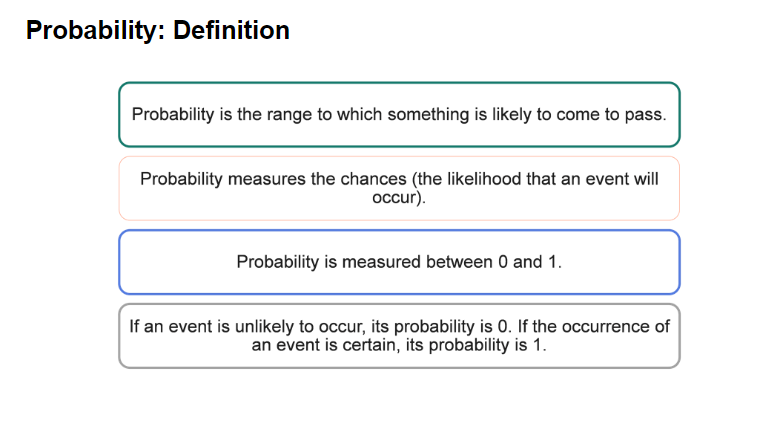 Probability: Definition
Probability is the range to which something is likely to come to pass.
Probability measures the chances (the likelihood that an event will
occur).
Probability is measured between 0 and 1.
If an event is unlikely to occur, its probability is 0. If the occurrence of
an event is certain, its probability is 1.